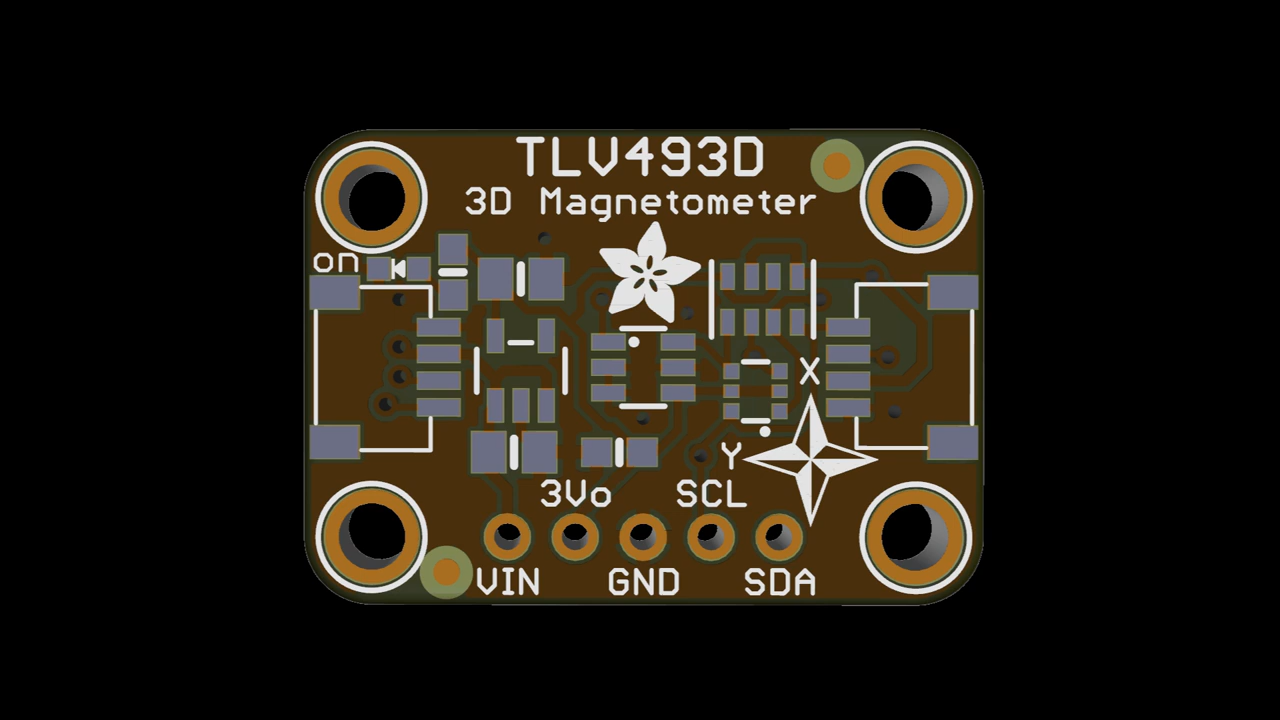 TLV493D
3D Magnetometer
on
X
Y
3Vo SCL
VIN GND SDA